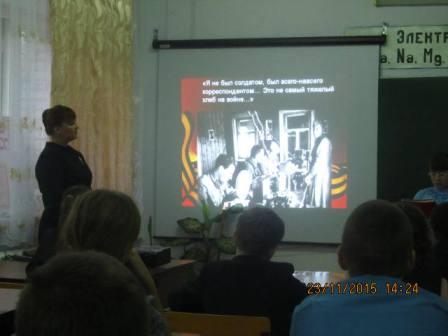 «Я не был солдатом, был всего-навсего
корреспондентом... Это не самый тяжелый
хлеб на войне...»
ЭЛЕКТР
a, Na, Mg,
23/11/2015 14:24